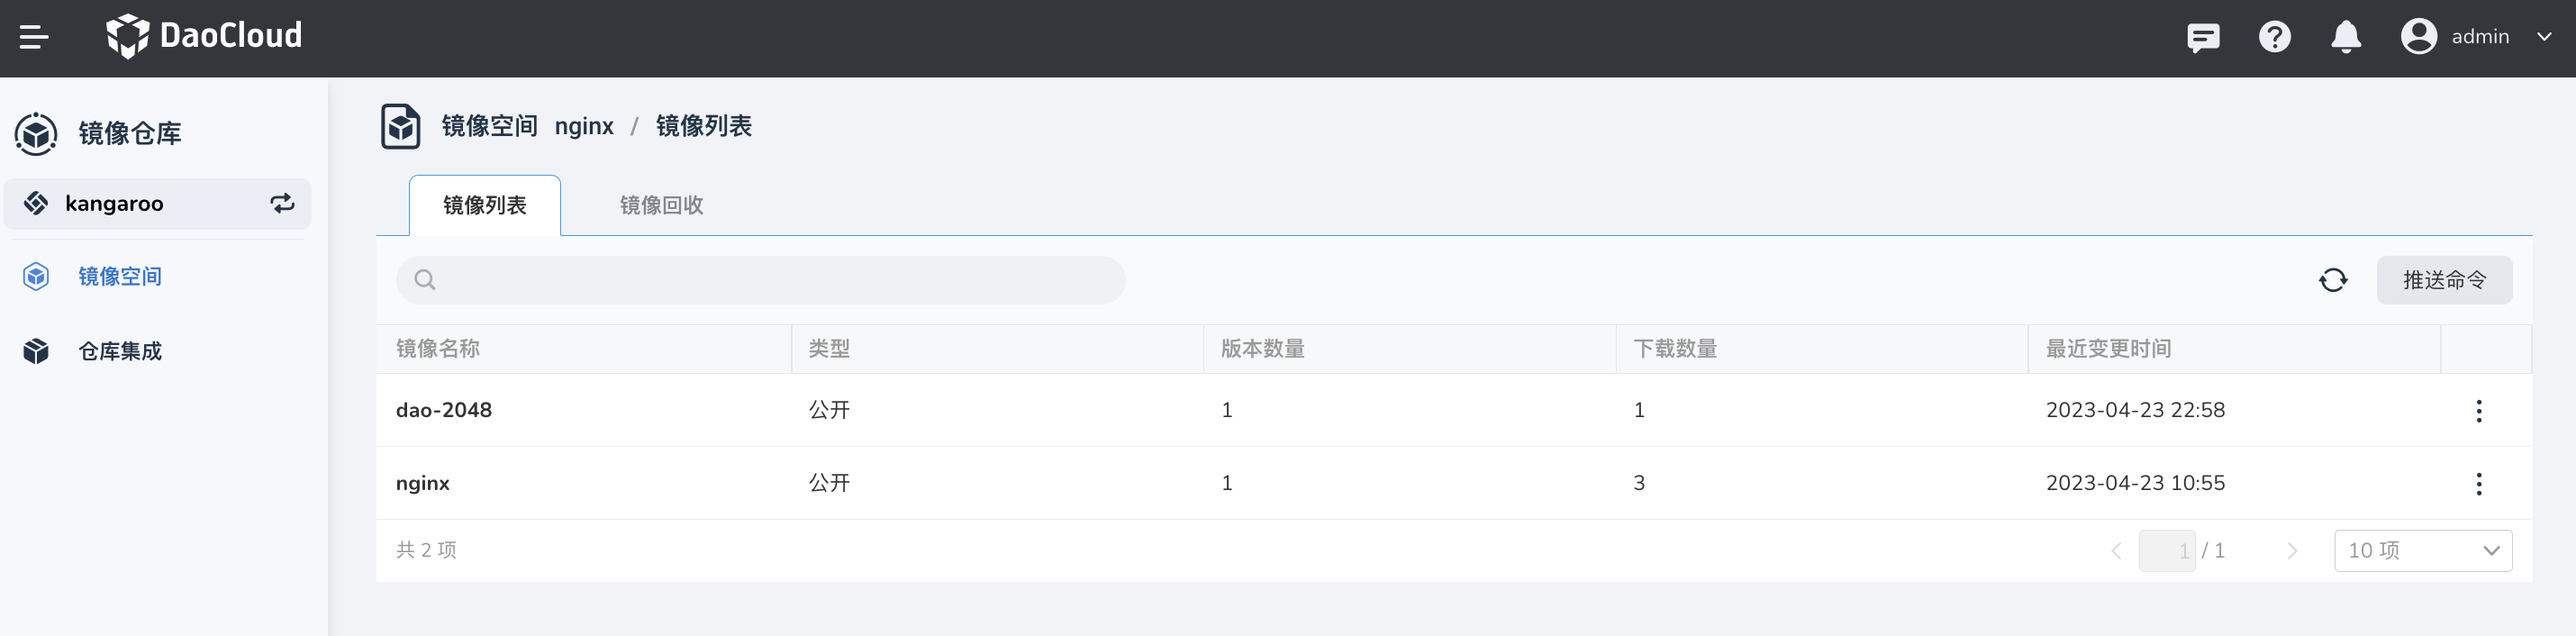 DaoCloud
admin
镜像仓库
kangaroo
镜像空间
仓库集成
镜像空间 nginx / 镜像列表
镜像列表 镜像回收
推送命令
镜像名称 类型 版本数量 下载数量 最近变更时间
dao-2048 公开 1 1 2023-04-23 22:58
nginx 公开 1 3 2023-04-23 10:55
共 2 项 1 / 1 10 项